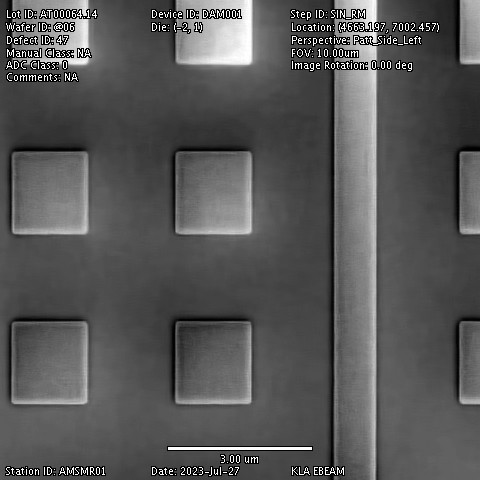 Lot ID: AT00064.14
Wafer ID: @06
Defect ID: 47
Manual Class: NA
ADC Class: 0
Comments: NA
Device ID: DAM001
Die: (-2, 1)
Step ID: SIN_RM
Location: (4663.197, 7002.457)
Perspective: Patt_Side_Left
FOV: 10.00um
Image Rotation: 0.00 deg
3.00 um
Station ID: AMSMR01
Date: 2023-Jul-27
KLA EBEAM